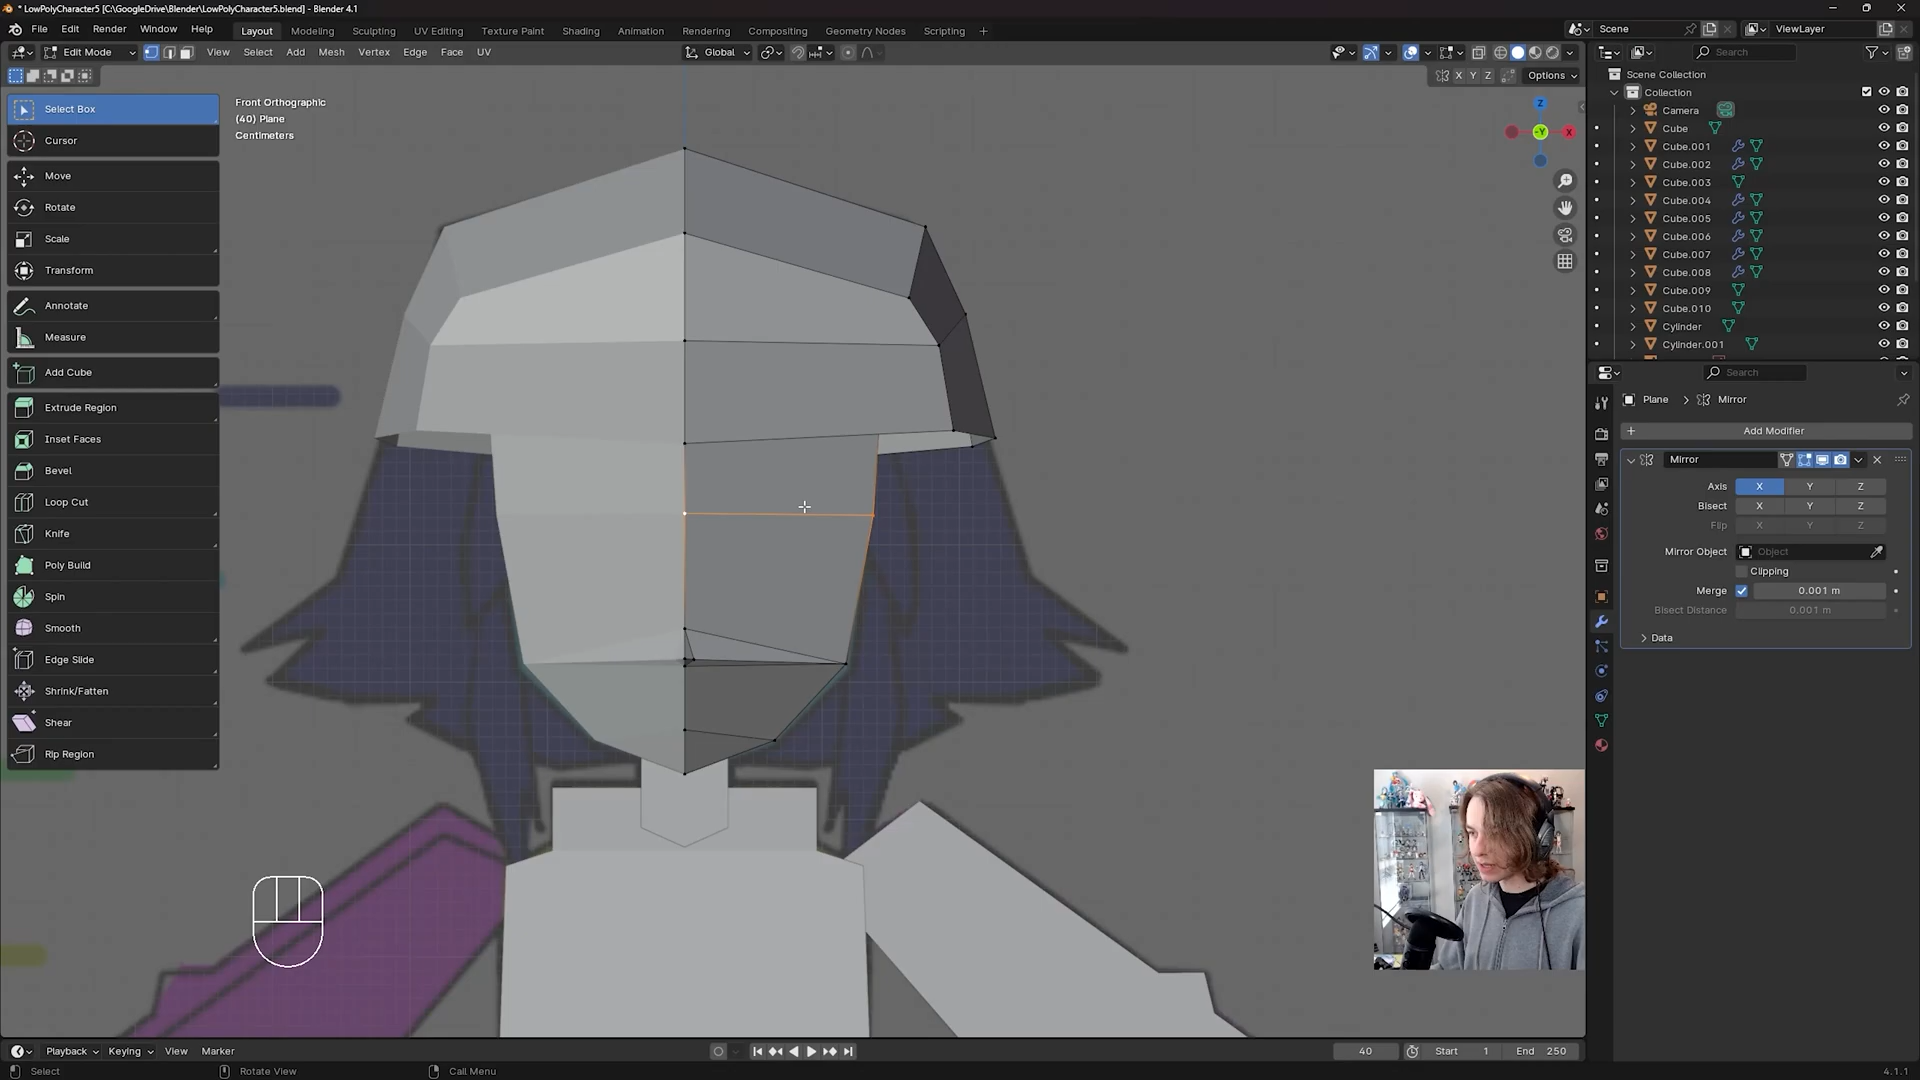 * LowPolyCharacter5 [C:\GoogleDrive\Blender\LowPolyCharacter5.blend] - Blender 4.1
File Edit Render Window Help Layout Modeling Sculpting UV Editing Texture Paint Shading Animation Rendering Compositing Geometry Nodes Scripting + Scene ViewLayer
Edit Mode View Select Add Mesh Vertex Edge Face UV Global Search
X Y Z Options
Scene Collection
Collection
Camera
Cube
Cube.001
Cube.002
Cube.003
Cube.004
Cube.005
Cube.006
Cube.007
Cube.008
Cube.009
Cube.010
Cylinder
Cylinder.001
Select Box
Cursor
Move
Rotate
Scale
Transform
Annotate
Measure
Add Cube
Extrude Region
Inset Faces
Bevel
Loop Cut
Knife
Poly Build
Spin
Smooth
Edge Slide
Shrink/Fatten
Shear
Rip Region
Front Orthographic
(40) Plane
Centimeters
Z
-Y X
Search
Plane > Mirror
+ Add Modifier
Mirror
Axis X Y Z
Bisect X Y Z
Flip X Y Z
Mirror Object Object
Clipping
Merge 0.001 m
Bisect Distance 0.001 m
Data
Playback Keying View Marker 40 Start 1 End 250
Select Rotate View Call Menu 4.1.1